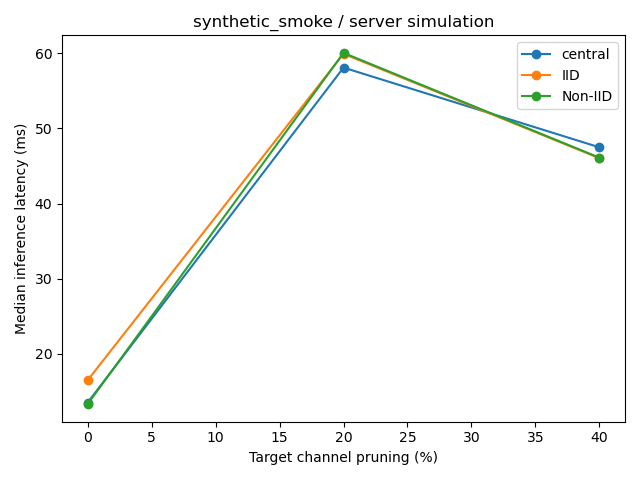 synthetic_smoke / server simulation
Median inference latency (ms)
60
50
40
30
20
central
IID
Non-IID
0 5 10 15 20 25 30 35 40
Target channel pruning (%)